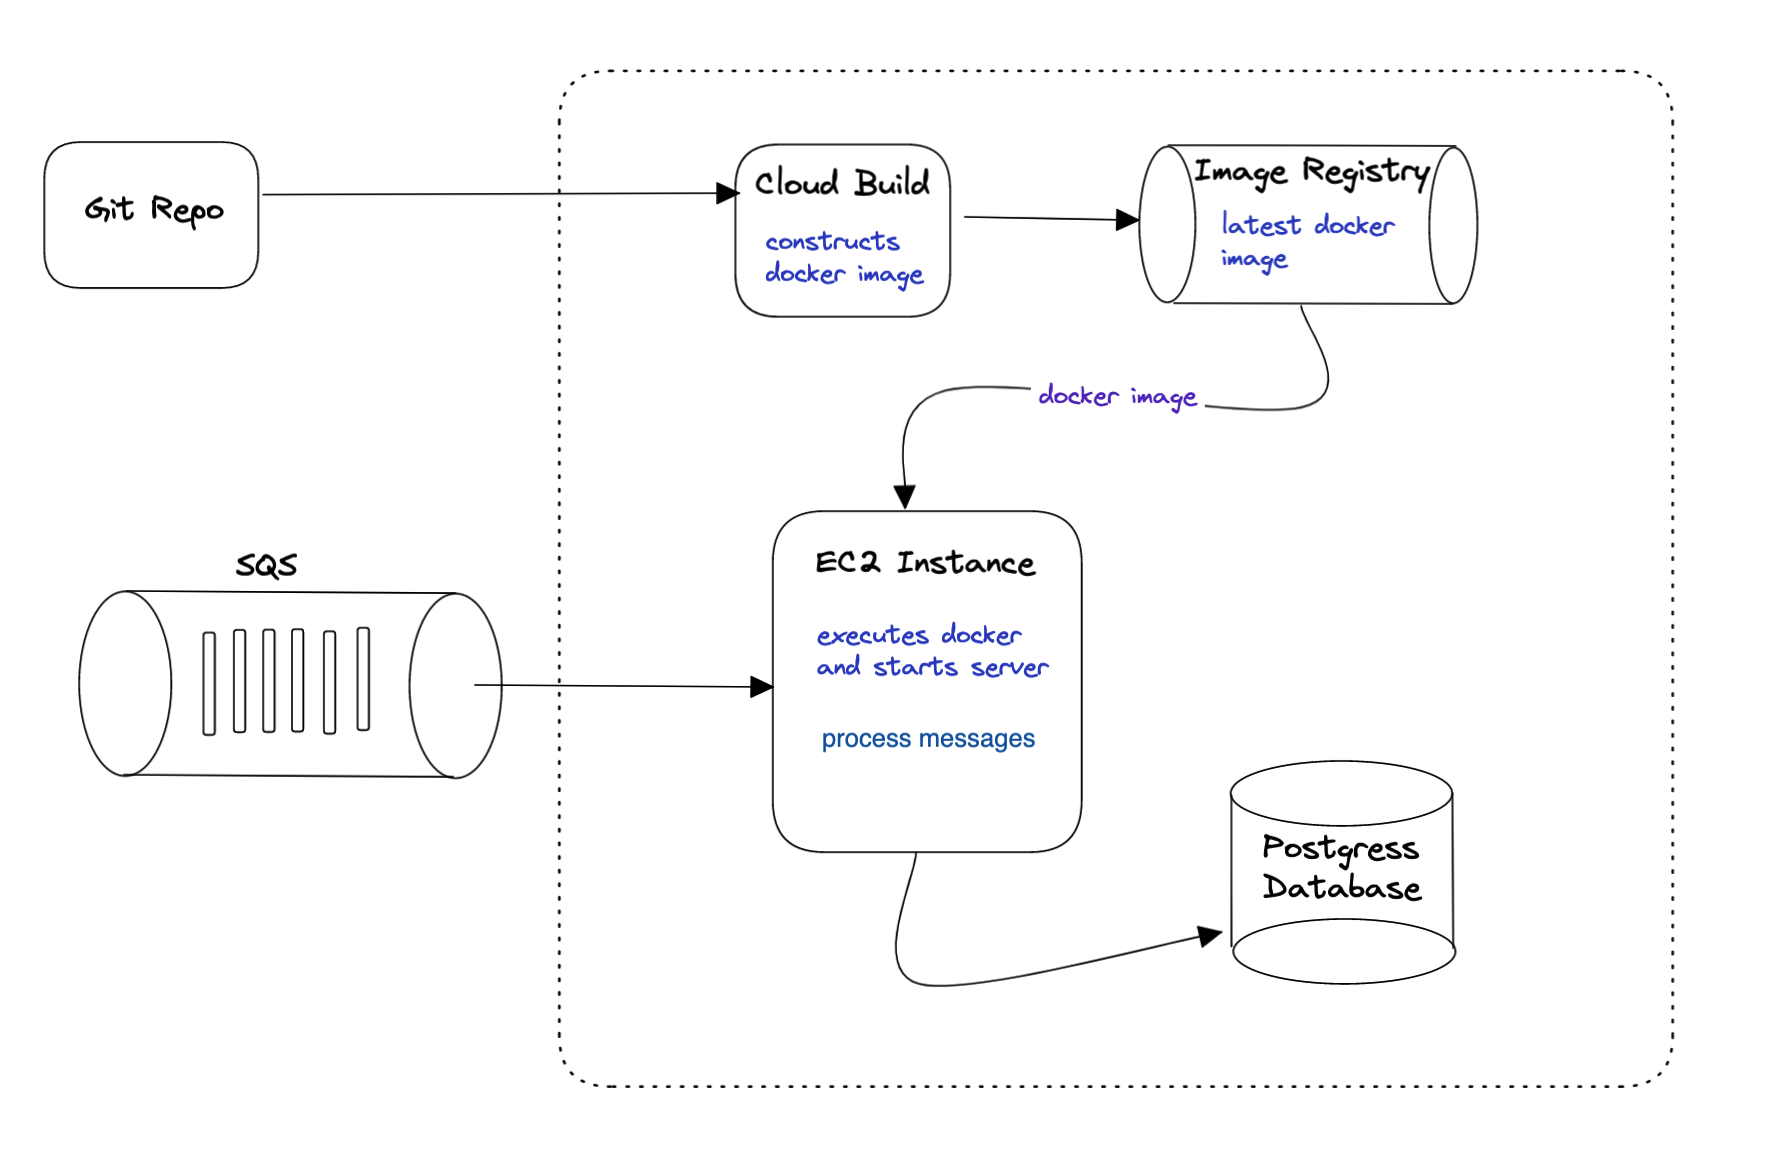 Git Repo
Cloud Build
constructs
docker image
Image Registry
latest docker
image
docker image
SQS
EC2 Instance
executes docker
and starts server
process messages
Postgress
Database